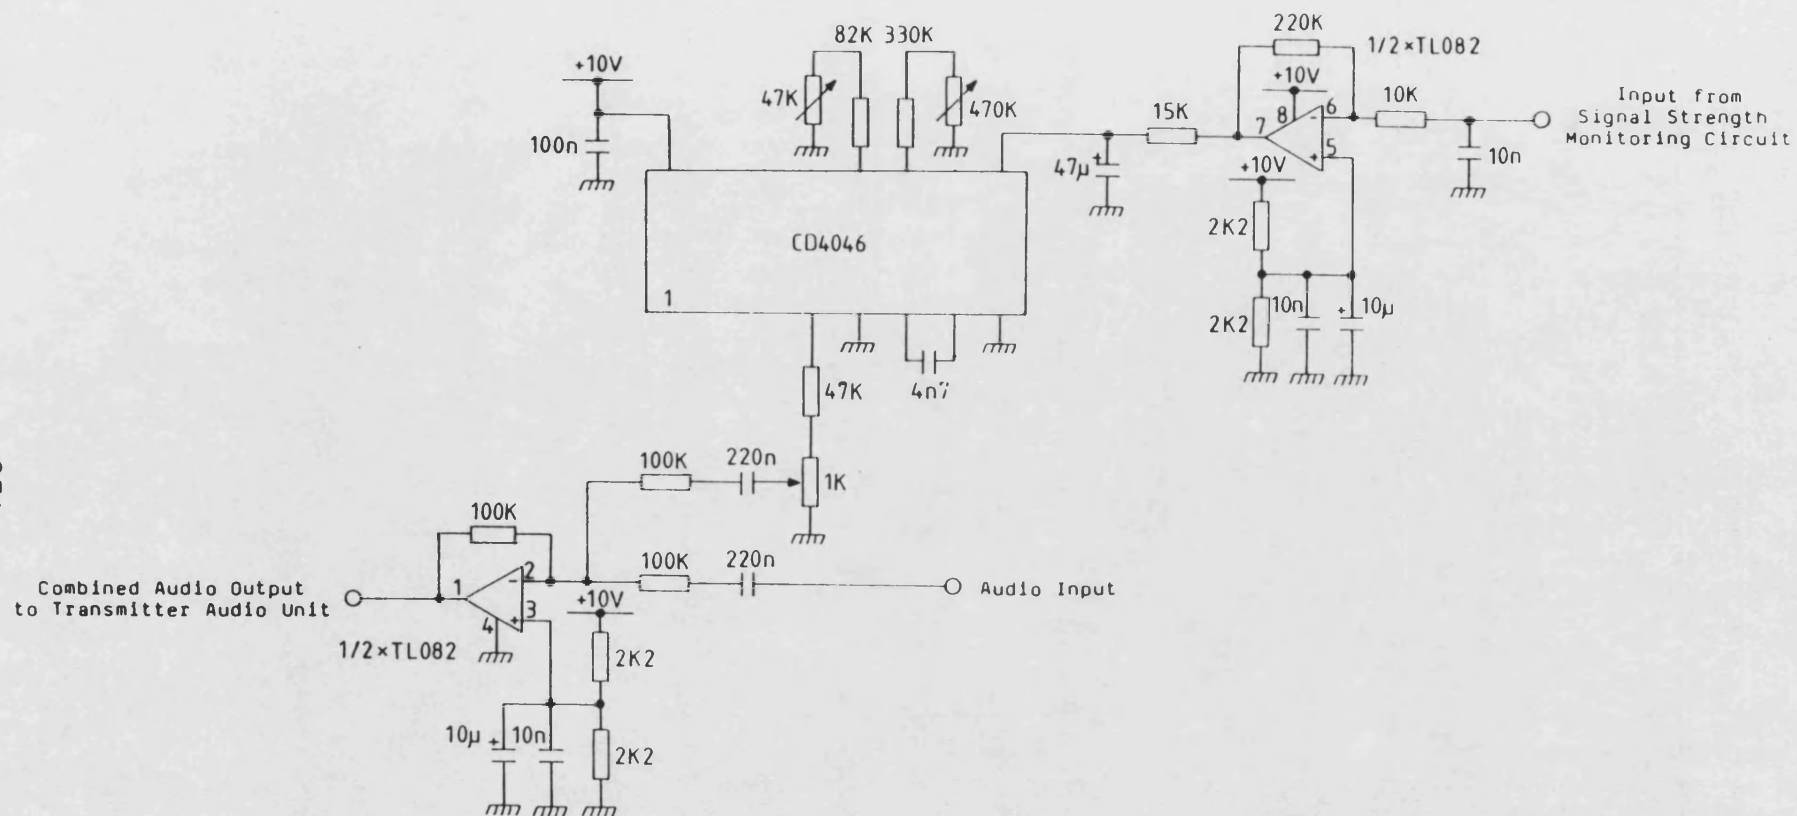 82K 330K
220K
1/2×TL082
+10V
+10V
47K
470K
15K
10K
Input from
Signal Strength
Monitoring Circuit
8
6
7
-
5
+
100n
47µ
+
+10V
10n
2K2
CD4046
1
2K2
10n
+
10µ
47K
4n7
100K
220n
1K
100K
100K
220n
Combined Audio Output
to Transmitter Audio Unit
1
2
-
3
+
4
+10V
Audio Input
1/2×TL082
2K2
10µ
+
10n
2K2